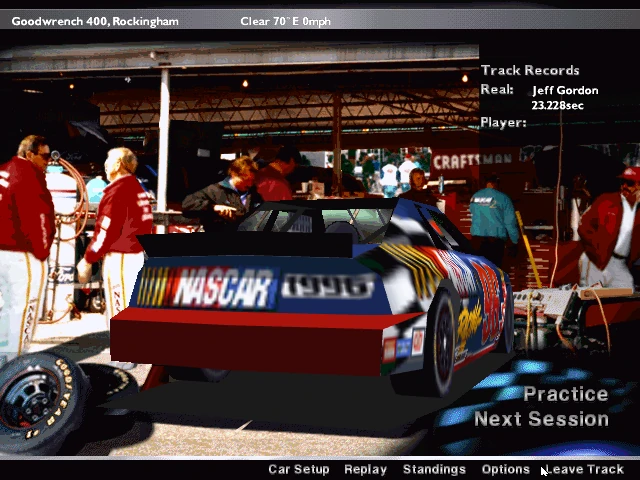 Goodwrench 400, Rockingham Clear 70° E 0mph
Track Records
Real: Jeff Gordon
23.228sec
Player:
CRAFTSMAN
NASCAR 1996
GOODYEAR
Practice
Next Session
Car Setup Replay Standings Options Leave Track